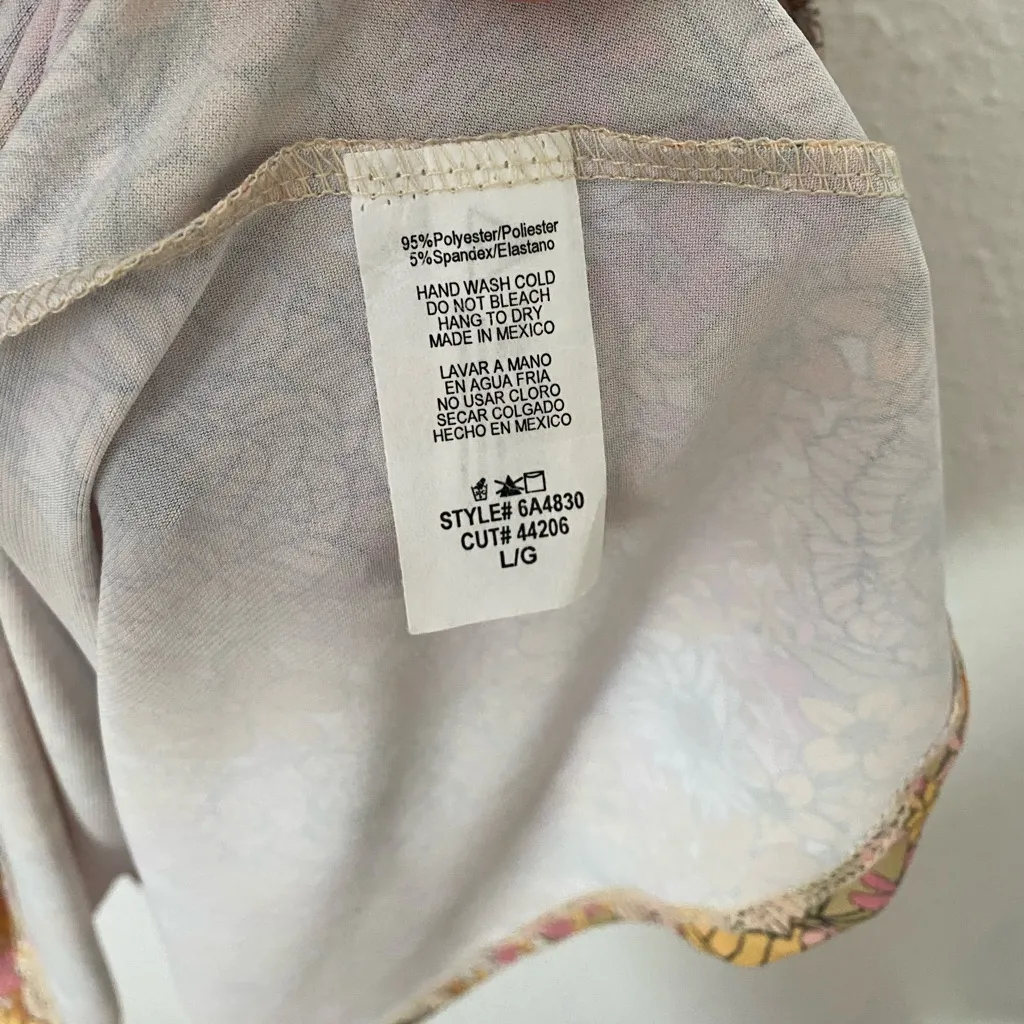 95%Polyester/Poliester
5%Spandex/Elastano
HAND WASH COLD
DO NOT BLEACH
HANG TO DRY
MADE IN MEXICO
LAVAR A MANO
EN AGUA FRIA
NO USAR CLORO
SECAR COLGADO
HECHO EN MEXICO
STYLE# 6A4830
CUT# 44206
L/G